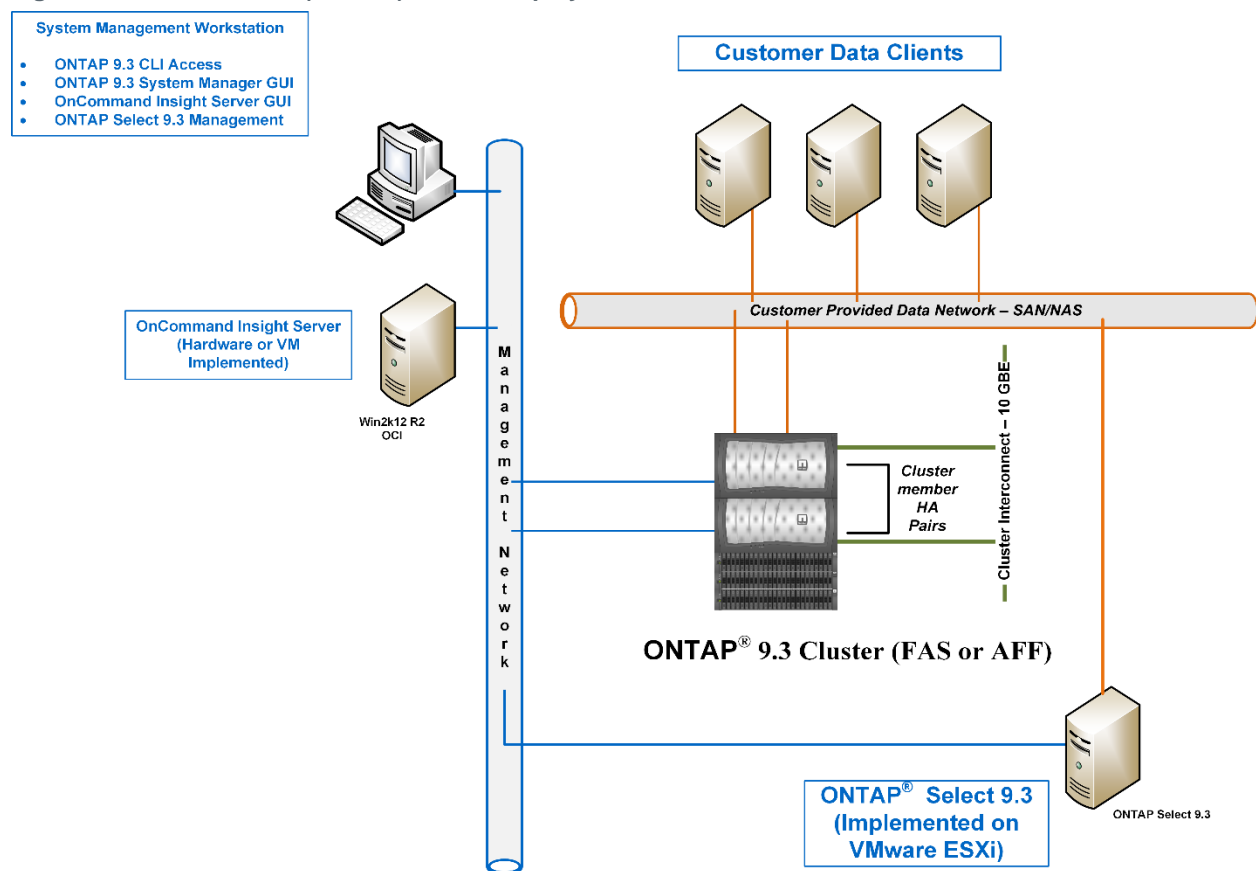 System Management Workstation
• ONTAP 9.3 CLI Access
• ONTAP 9.3 System Manager GUI
• OnCommand Insight Server GUI
• ONTAP Select 9.3 Management
Customer Data Clients
Customer Provided Data Network – SAN/NAS
OnCommand Insight Server
(Hardware or VM
Implemented)
Win2k12 R2
OCI
Management Network
Cluster Interconnect – 10 GBE
Cluster
member
HA
Pairs
ONTAP® 9.3 Cluster (FAS or AFF)
ONTAP® Select 9.3
(Implemented on
VMware ESXi)
ONTAP Select 9.3